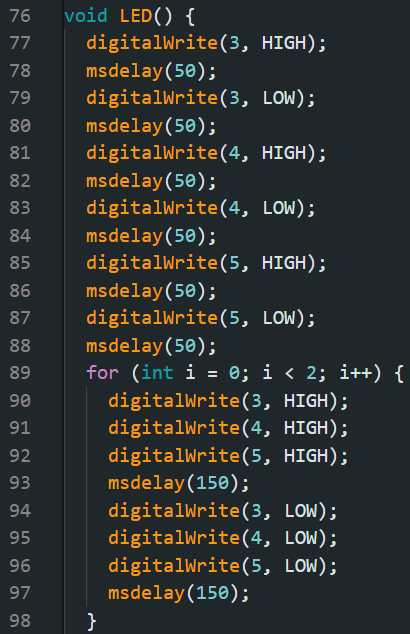 76 void LED() {
77 digitalWrite(3, HIGH);
78 msdelay(50);
79 digitalWrite(3, LOW);
80 msdelay(50);
81 digitalWrite(4, HIGH);
82 msdelay(50);
83 digitalWrite(4, LOW);
84 msdelay(50);
85 digitalWrite(5, HIGH);
86 msdelay(50);
87 digitalWrite(5, LOW);
88 msdelay(50);
89 for (int i = 0; i < 2; i++) {
90 digitalWrite(3, HIGH);
91 digitalWrite(4, HIGH);
92 digitalWrite(5, HIGH);
93 msdelay(150);
94 digitalWrite(3, LOW);
95 digitalWrite(4, LOW);
96 digitalWrite(5, LOW);
97 msdelay(150);
98 }